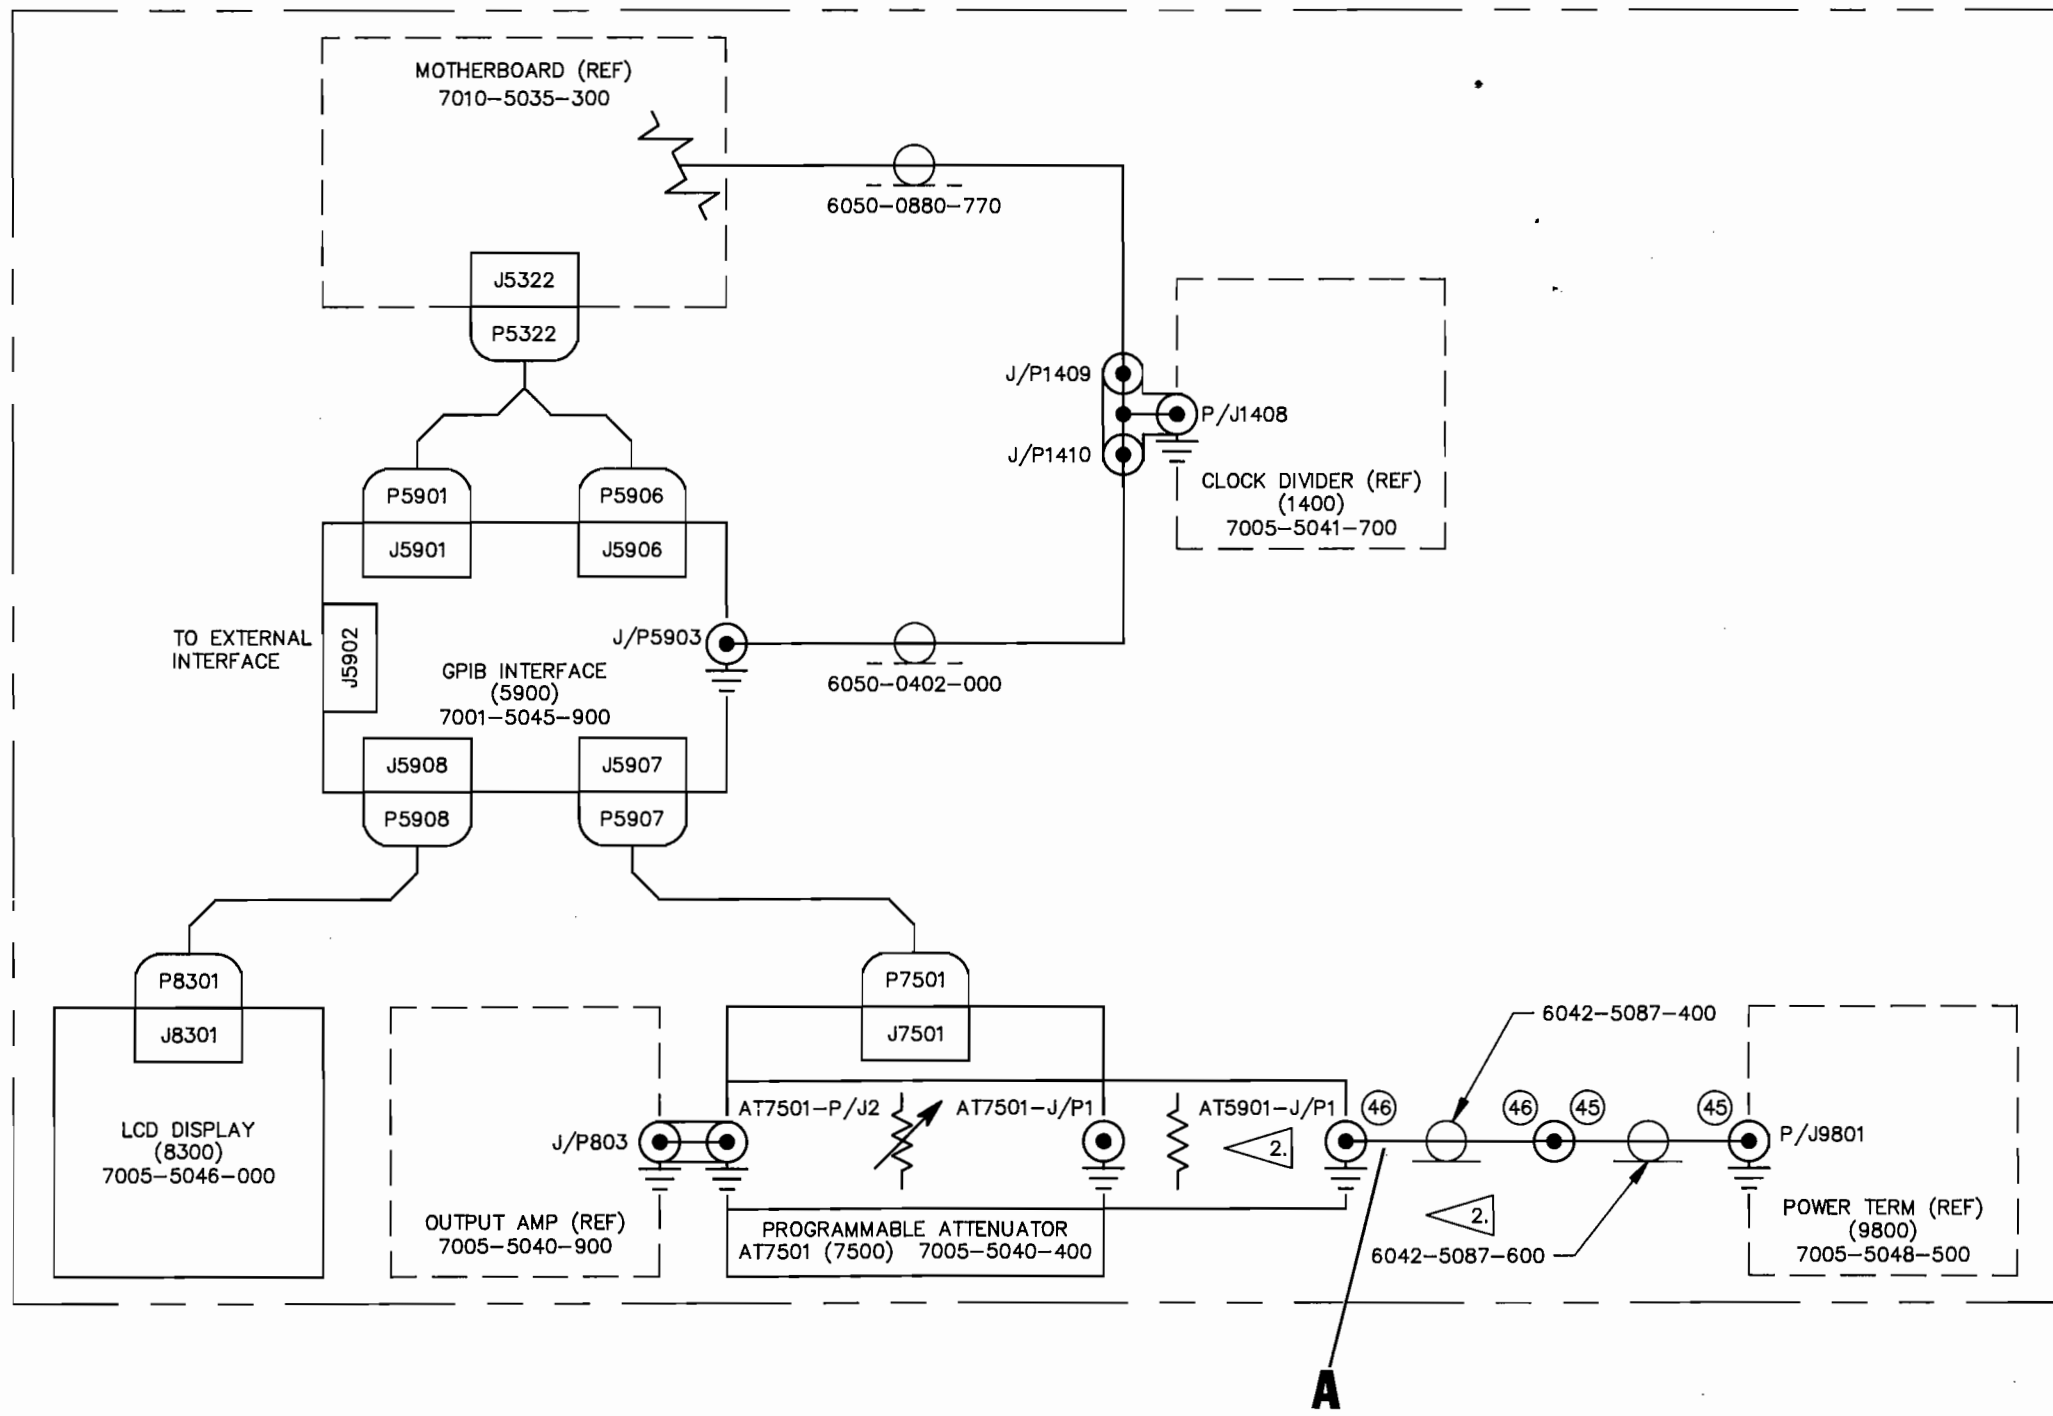 MOTHERBOARD (REF)
7010-5035-300
6050-0880-770
J5322
P5322
J/P1409
P/J1408
J/P1410
CLOCK DIVIDER (REF)
(1400)
7005-5041-700
P5901
P5906
J5901
J5906
TO EXTERNAL
INTERFACE
J5902
J/P5903
GPIB INTERFACE
(5900)
7001-5045-900
6050-0402-000
J5908
J5907
P5908
P5907
P8301
J8301
P7501
J7501
LCD DISPLAY
(8300)
7005-5046-000
J/P803
OUTPUT AMP (REF)
7005-5040-900
AT7501-P/J2
AT7501-J/P1
AT5901-J/P1
2.
PROGRAMMABLE ATTENUATOR
AT7501 (7500) 7005-5040-400
6042-5087-400
46
46
45
45
P/J9801
2.
6042-5087-600
POWER TERM (REF)
(9800)
7005-5048-500
A